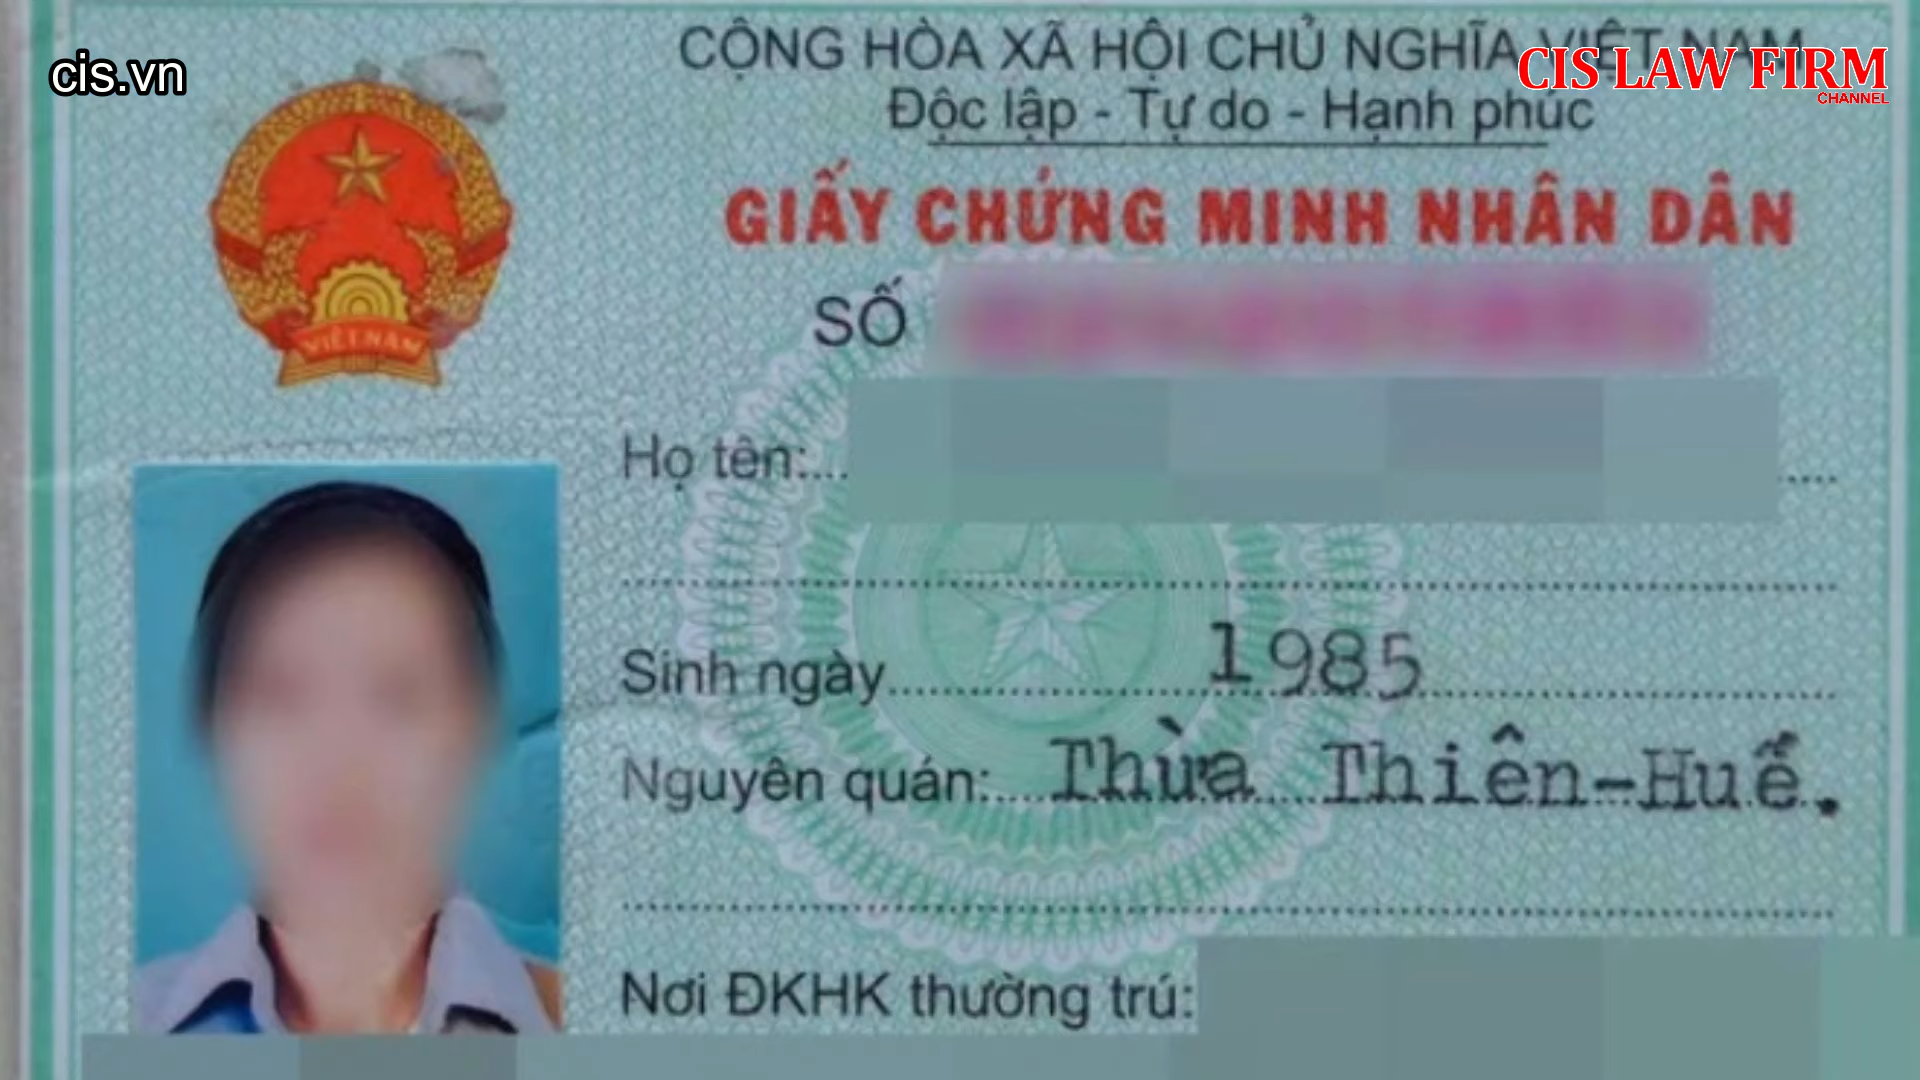 cis.vn
CỘNG HÒA XÃ HỘI CHỦ NGHĨA VIỆT NAM
CIS LAW FIRM
CHANNEL
Độc lập - Tự do - Hạnh phúc
GIẤY CHỨNG MINH NHÂN DÂN
SỐ
VIỆT NAM
Họ tên:
Sinh ngày 1985
Nguyên quán: Thừa Thiên-Huế.
Nơi ĐKHK thường trú: